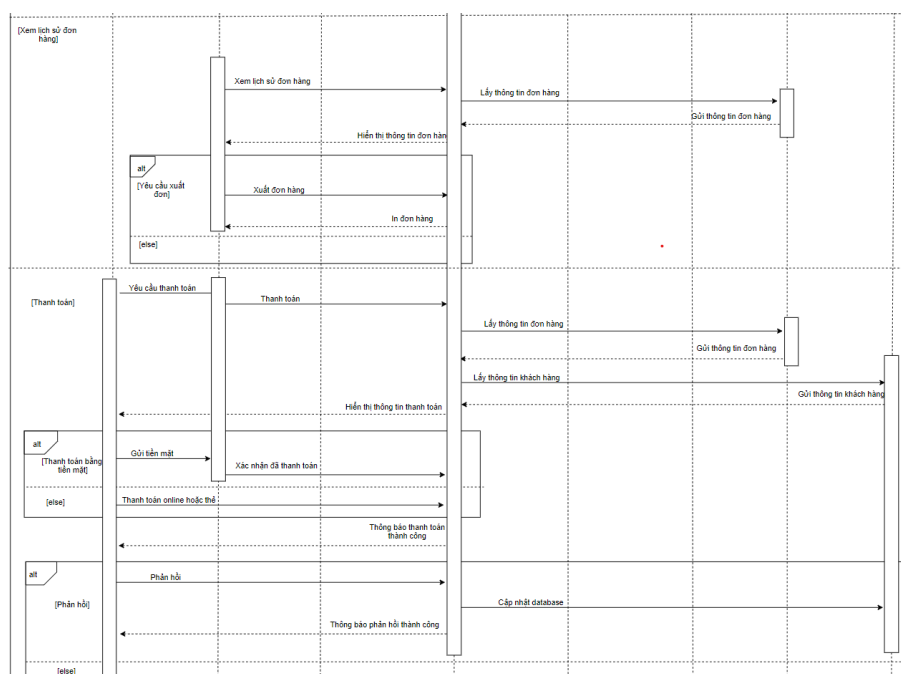 [Xem lịch sử đơn
hàng]
Xem lịch sử đơn hàng
Lấy thông tin đơn hàng
Gửi thông tin đơn hàng
Hiển thị thông tin đơn hàn
alt
[Yêu cầu xuất
đơn]
Xuất đơn hàng
In đơn hàng
[else]
Yêu cầu thanh toán
[Thanh toán]
Thanh toán
Lấy thông tin đơn hàng
Gửi thông tin đơn hàng
Lấy thông tin khách hàng
Gửi thông tin khách hàng
Hiển thị thông tin thanh toán
alt
[Thanh toán bằng
tiền mặt]
Gửi tiền mặt
Xác nhận đã thanh toán
[else]
Thanh toán online hoặc thẻ
Thông báo thanh toán
thành công
alt
Phản hồi
[Phản hồi]
Cập nhật database
Thông báo phản hồi thành công
[else]